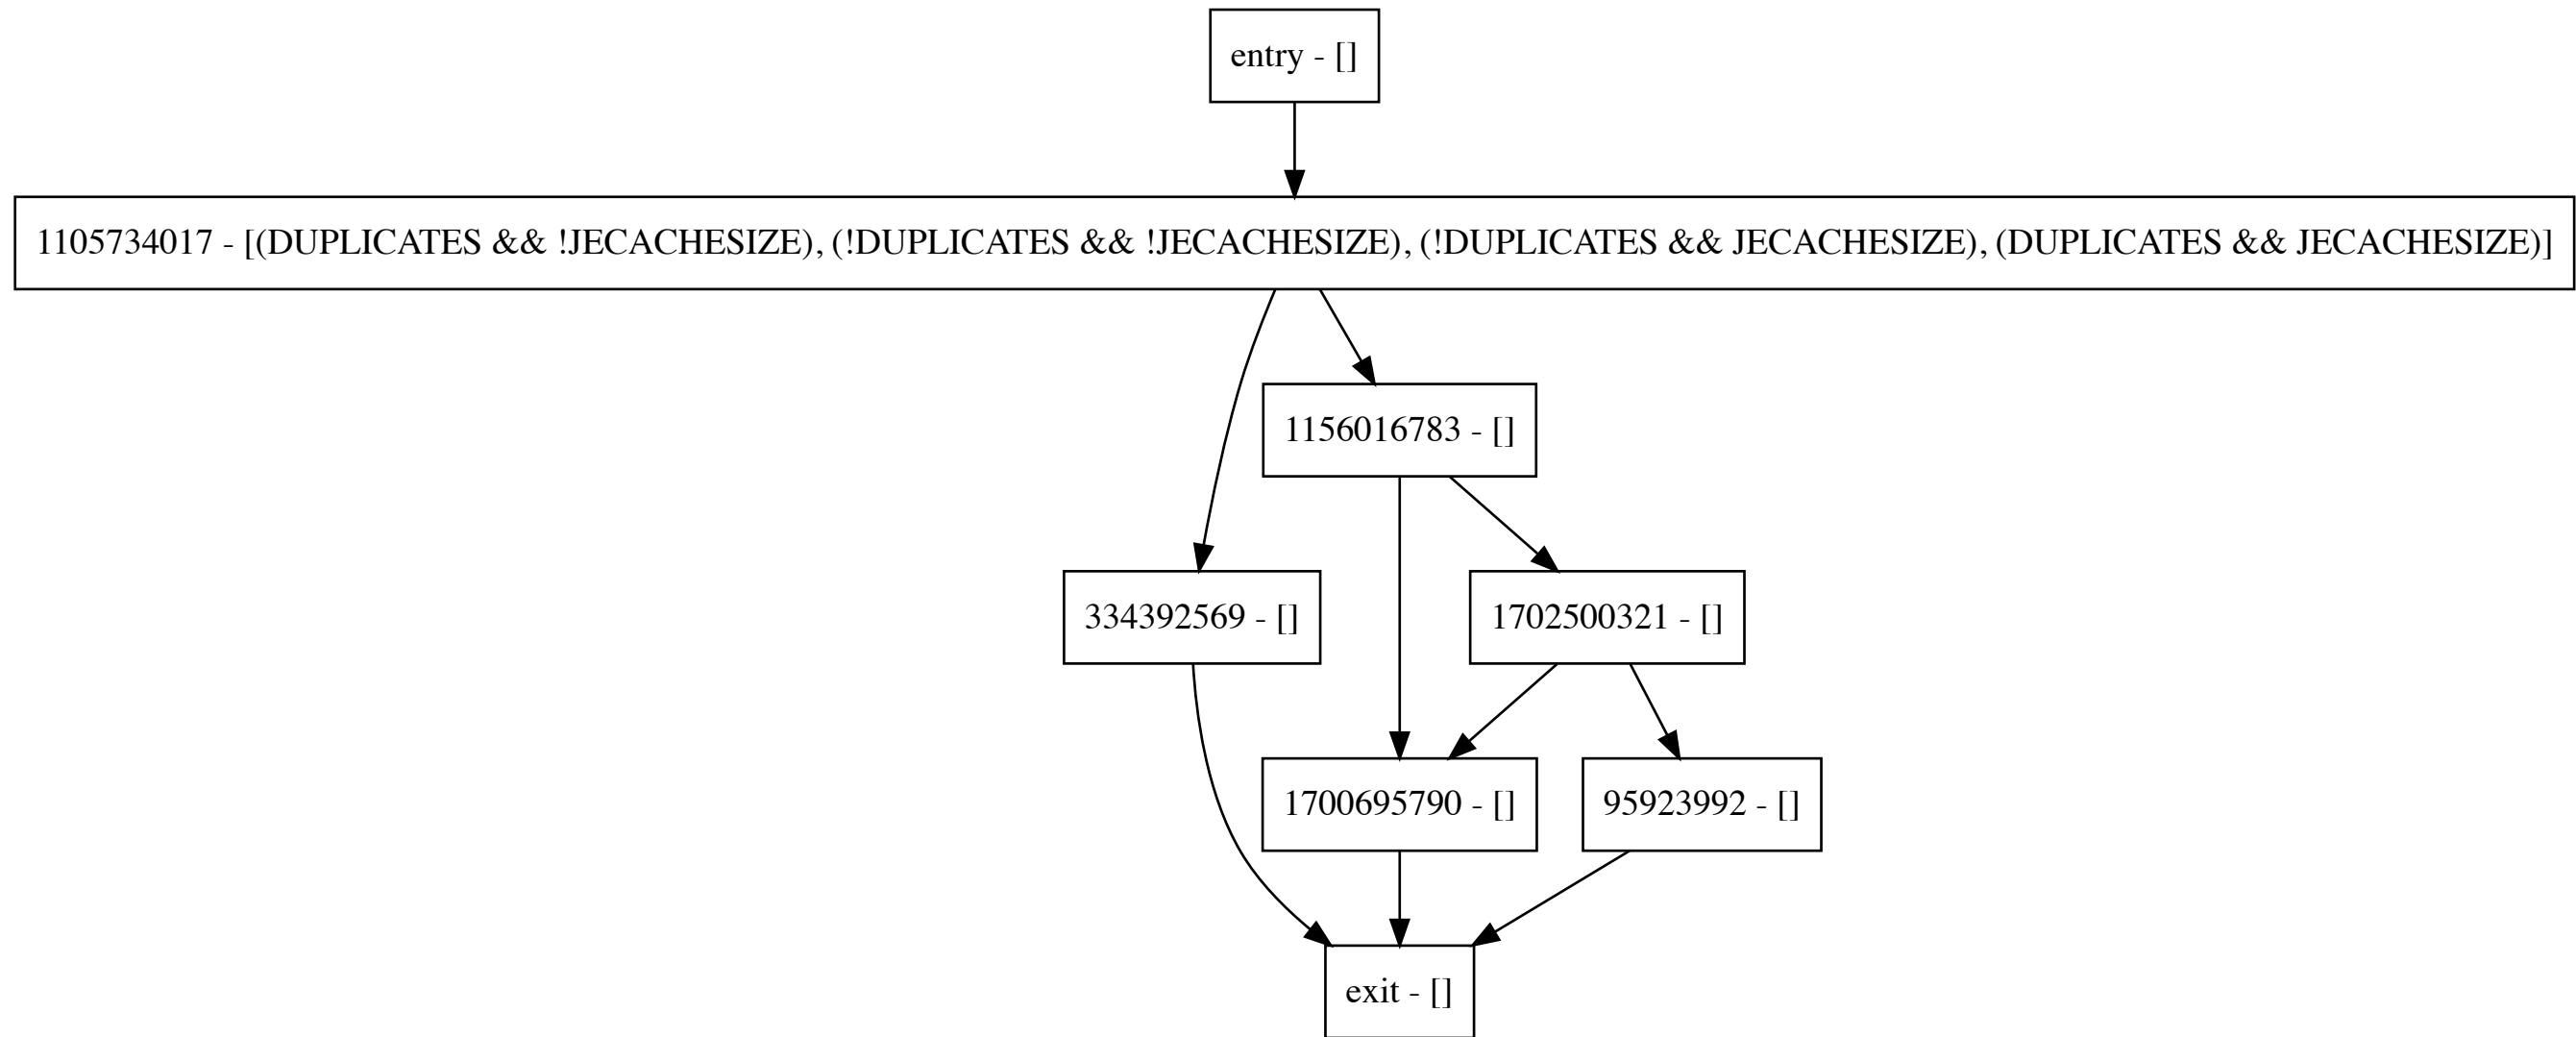 entry - []
1105734017 - [(DUPLICATES && !JECACHESIZE), (!DUPLICATES && !JECACHESIZE), (!DUPLICATES && JECACHESIZE), (DUPLICATES && JECACHESIZE)]
1156016783 - []
334392569 - []
1702500321 - []
1700695790 - []
95923992 - []
exit - []